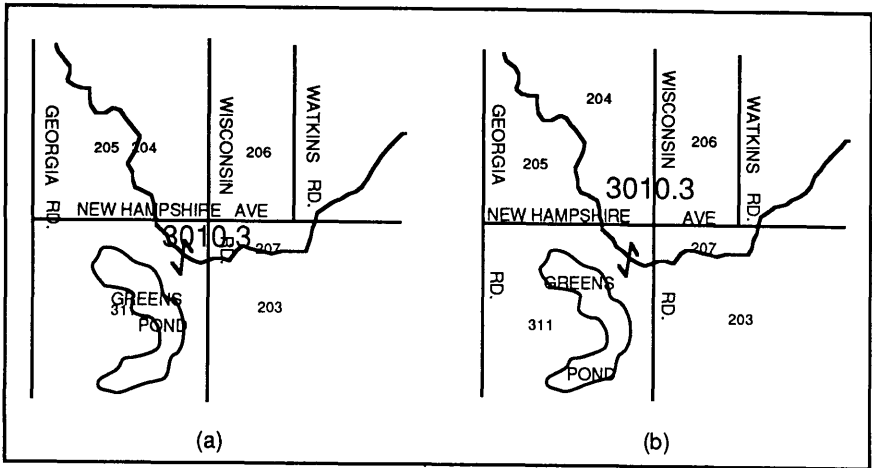 GEORGIA RD.
205 204
WISCONSIN RD.
206
WATKINS RD.
NEW HAMPSHIRE AVE
3010.3
207
GREENS
311
POND
203
(a)
GEORGIA RD.
204
205
WISCONSIN RD.
206
WATKINS RD.
3010.3
NEW HAMPSHIRE AVE
207
GREENS
311
POND
203
(b)